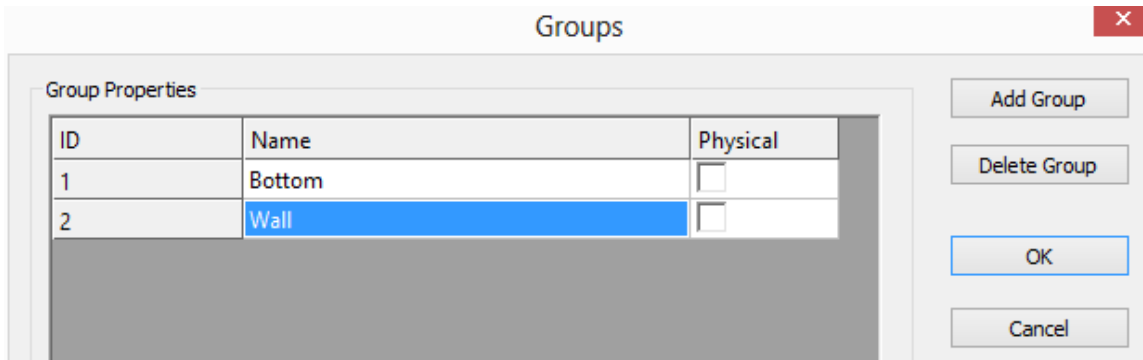 Groups
Group Properties
Add Group
ID Name Physical
Delete Group
1 Bottom
2 Wall
OK
Cancel